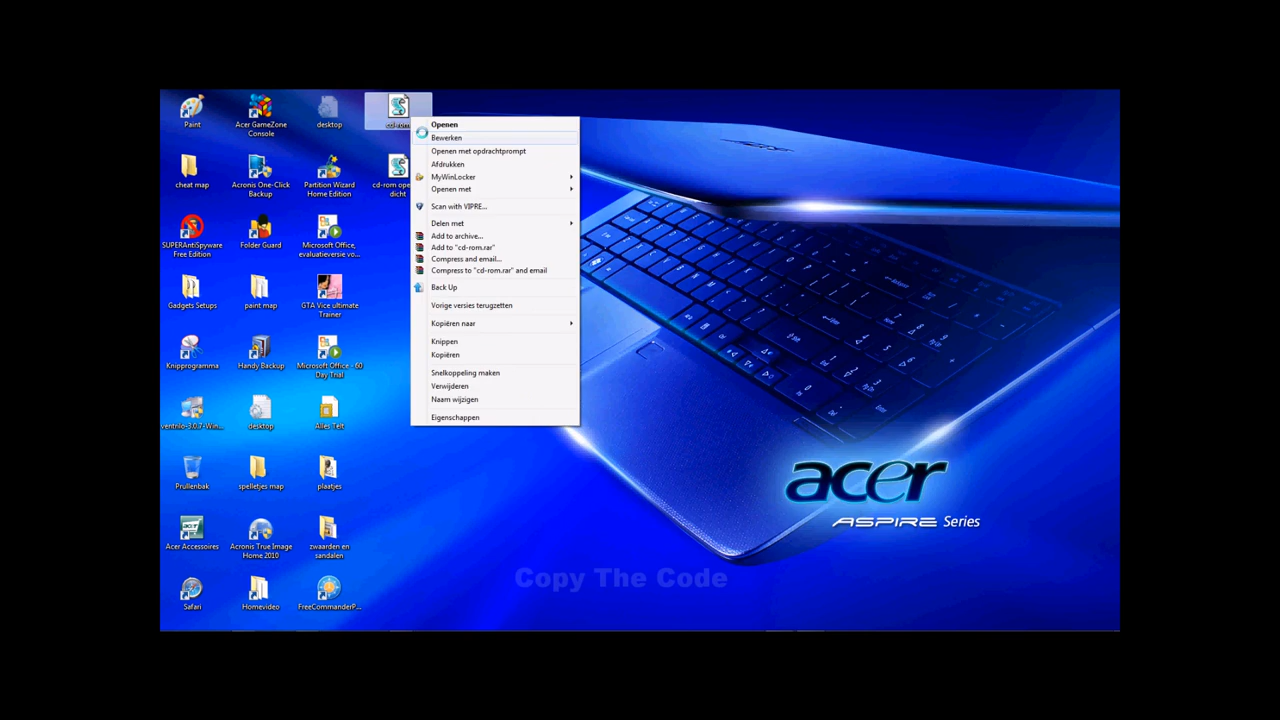 Paint
Acer GameZone
Console
desktop
cd-rom
cheat map
Acronis One-Click
Backup
Partition Wizard
Home Edition
cd-rom ope
dicht
SUPERAntiSpyware
Free Edition
Folder Guard
Microsoft Office,
evaluatieversie vo...
Gadgets Setups
paint map
GTA Vice ultimate
Trainer
Knipprogramma
Handy Backup
Microsoft Office - 60
Day Trial
ventrilo-3.0.7-Win...
desktop
Alles Telt
Prullenbak
spelletjes map
plaatjes
Acer Accessoires
Acronis True Image
Home 2010
zwaarden en
sandalen
Safari
Homevideo
FreeCommanderP...
Openen
Bewerken
Openen met opdrachtprompt
Afdrukken
MyWinLocker
Openen met
Scan with VIPRE...
Delen met
Add to archive...
Add to "cd-rom.rar"
Compress and email...
Compress to "cd-rom.rar" and email
Back Up
Vorige versies terugzetten
Kopiëren naar
Knippen
Kopiëren
Snelkoppeling maken
Verwijderen
Naam wijzigen
Eigenschappen
acer
ASPIRE Series
Copy The Code